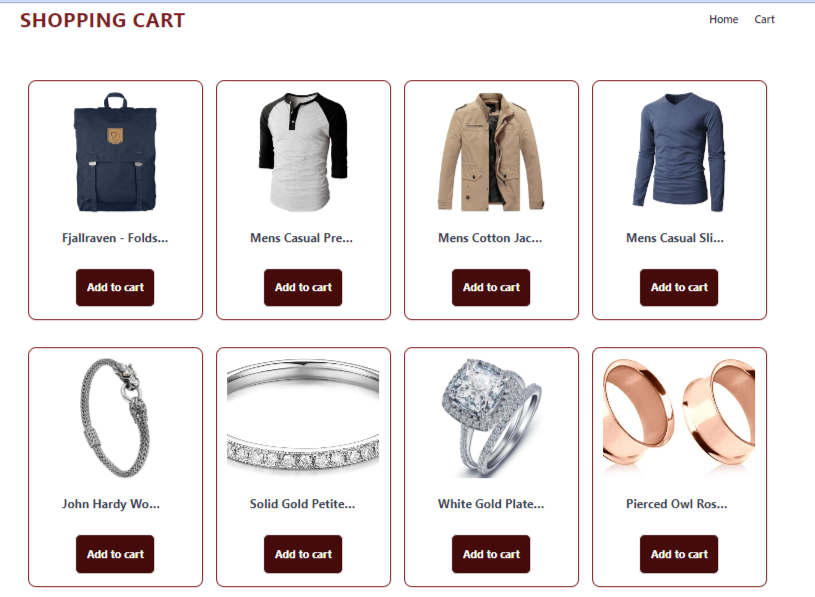 SHOPPING CART
Home
Cart
Fjallraven - Folds...
Mens Casual Pre...
Mens Cotton Jac...
Mens Casual Sli...
Add to cart
Add to cart
Add to cart
Add to cart
John Hardy Wo...
Solid Gold Petite...
White Gold Plate...
Pierced Owl Ros...
Add to cart
Add to cart
Add to cart
Add to cart